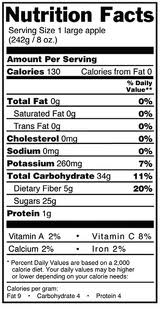 Nutrition Facts
Serving Size 1 large apple
(242g / 8 oz.)
Amount Per Serving
Calories 130 Calories from Fat 0
% Daily
Value**
Total Fat 0g 0%
Saturated Fat 0g 0%
Trans Fat 0g 0%
Cholesterol 0mg 0%
Sodium 0mg 0%
Potassium 260mg 7%
Total Carbohydrate 34g 11%
Dietary Fiber 5g 20%
Sugars 25g
Protein 1g
Vitamin A 2% • Vitamin C 8%
Calcium 2% • Iron 2%
* Percent Daily Values are based on a 2,000
calorie diet. Your daily values may be higher
or lower depending on your calorie needs:
Calories per gram:
Fat 9 • Carbohydrate 4 • Protein 4